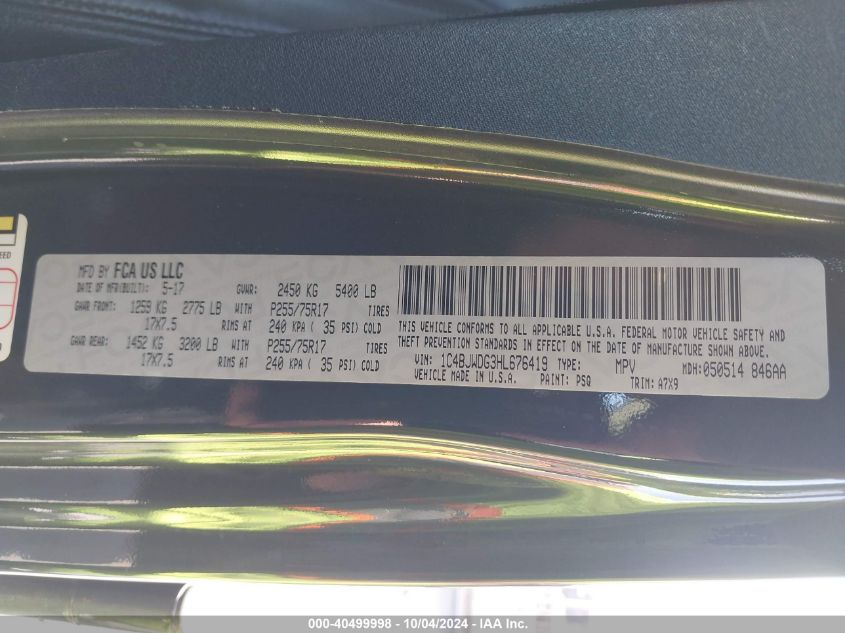 EED
MFD BY FCA US LLC
DATE OF MFR(BUILT): 5-17 GVWR: 2450 KG 5400 LB
GAWR FRONT: 1259 KG 2775 LB WITH P255/75R17 TIRES
17X7.5 RIMS AT 240 KPA ( 35 PSI) COLD
GAWR REAR: 1452 KG 3200 LB WITH P255/75R17 TIRES
17X7.5 RIMS AT 240 KPA ( 35 PSI) COLD
THIS VEHICLE CONFORMS TO ALL APPLICABLE U.S.A. FEDERAL MOTOR VEHICLE SAFETY AND
THEFT PREVENTION STANDARDS IN EFFECT ON THE DATE OF MANUFACTURE SHOWN ABOVE.
VIN: 1C4BJWDG3HL676419 TYPE: MPV MDH: 050514 846AA
VEHICLE MADE IN U.S.A. PAINT: PSQ TRIM: A7X9
000-40499998 - 10/04/2024 - IAA Inc.